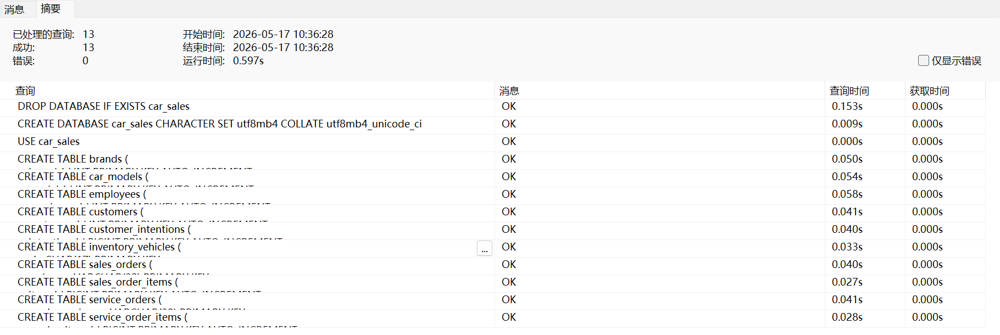 消息 摘要
已处理的查询: 13 开始时间: 2026-05-17 10:36:28
成功: 13 结束时间: 2026-05-17 10:36:28
错误: 0 运行时间: 0.597s 仅显示错误
查询 消息 查询时间 获取时间
DROP DATABASE IF EXISTS car_sales OK 0.153s 0.000s
CREATE DATABASE car_sales CHARACTER SET utf8mb4 COLLATE utf8mb4_unicode_ci OK 0.009s 0.000s
USE car_sales OK 0.000s 0.000s
CREATE TABLE brands ( OK 0.050s 0.000s
CREATE TABLE car_models ( OK 0.054s 0.000s
CREATE TABLE employees ( OK 0.058s 0.000s
CREATE TABLE customers ( OK 0.041s 0.000s
CREATE TABLE customer_intentions ( OK 0.040s 0.000s
CREATE TABLE inventory_vehicles ( ... OK 0.033s 0.000s
CREATE TABLE sales_orders ( OK 0.040s 0.000s
CREATE TABLE sales_order_items ( OK 0.027s 0.000s
CREATE TABLE service_orders ( OK 0.041s 0.000s
CREATE TABLE service_order_items ( OK 0.028s 0.000s